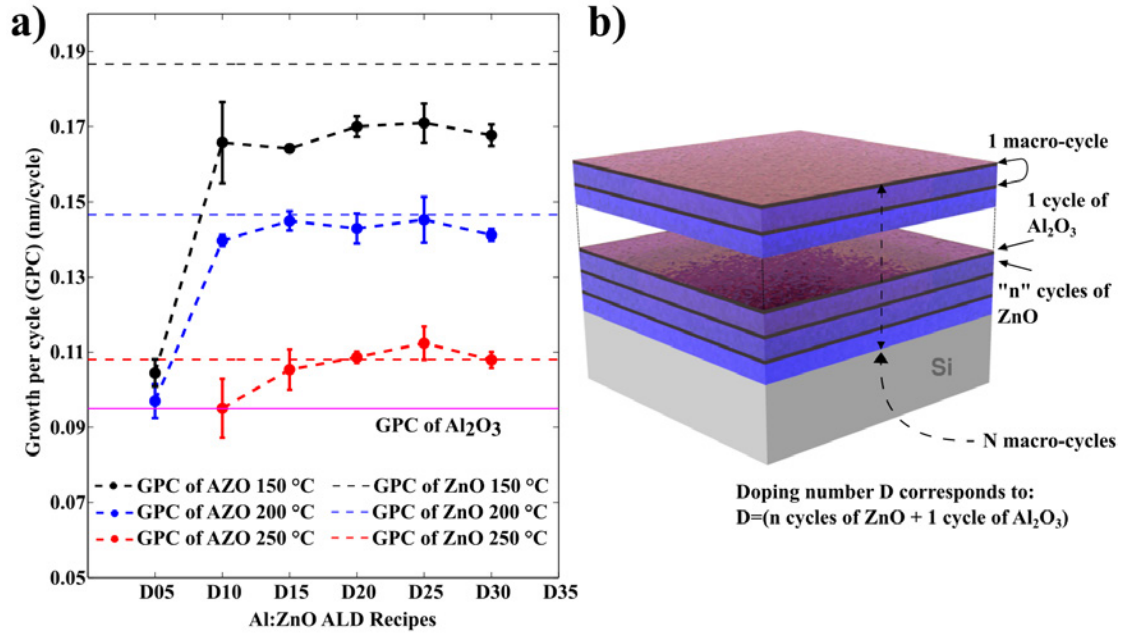 a)
0.19
0.17
0.15
0.13
0.11
0.09
0.07
0.05
Growth per cycle (GPC) (nm/cycle)
GPC of Al₂O₃
GPC of AZO 150 °C
GPC of ZnO 150 °C
GPC of AZO 200 °C
GPC of ZnO 200 °C
GPC of AZO 250 °C
GPC of ZnO 250 °C
D05 D10 D15 D20 D25 D30 D35
Al:ZnO ALD Recipes
b)
1 macro-cycle
1 cycle of
Al₂O₃
"n" cycles of
ZnO
Si
N macro-cycles
Doping number D corresponds to:
D=(n cycles of ZnO + 1 cycle of Al₂O₃)